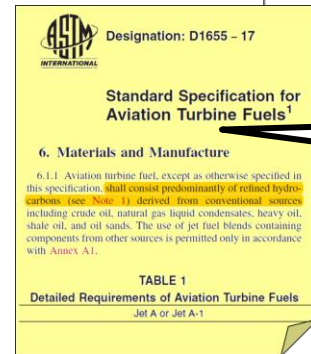 ASTM
INTERNATIONAL
Designation: D1655 – 17
Standard Specification for
Aviation Turbine Fuels1
6. Materials and Manufacture
6.1.1 Aviation turbine fuel, except as otherwise specified in
this specification, shall consist predominantly of refined hydro-
carbons (see Note 1) derived from conventional sources
including crude oil, natural gas liquid condensates, heavy oil,
shale oil, and oil sands. The use of jet fuel blends containing
components from other sources is permitted only in accordance
with Annex A1.
TABLE 1
Detailed Requirements of Aviation Turbine Fuels
Jet A or Jet A-1